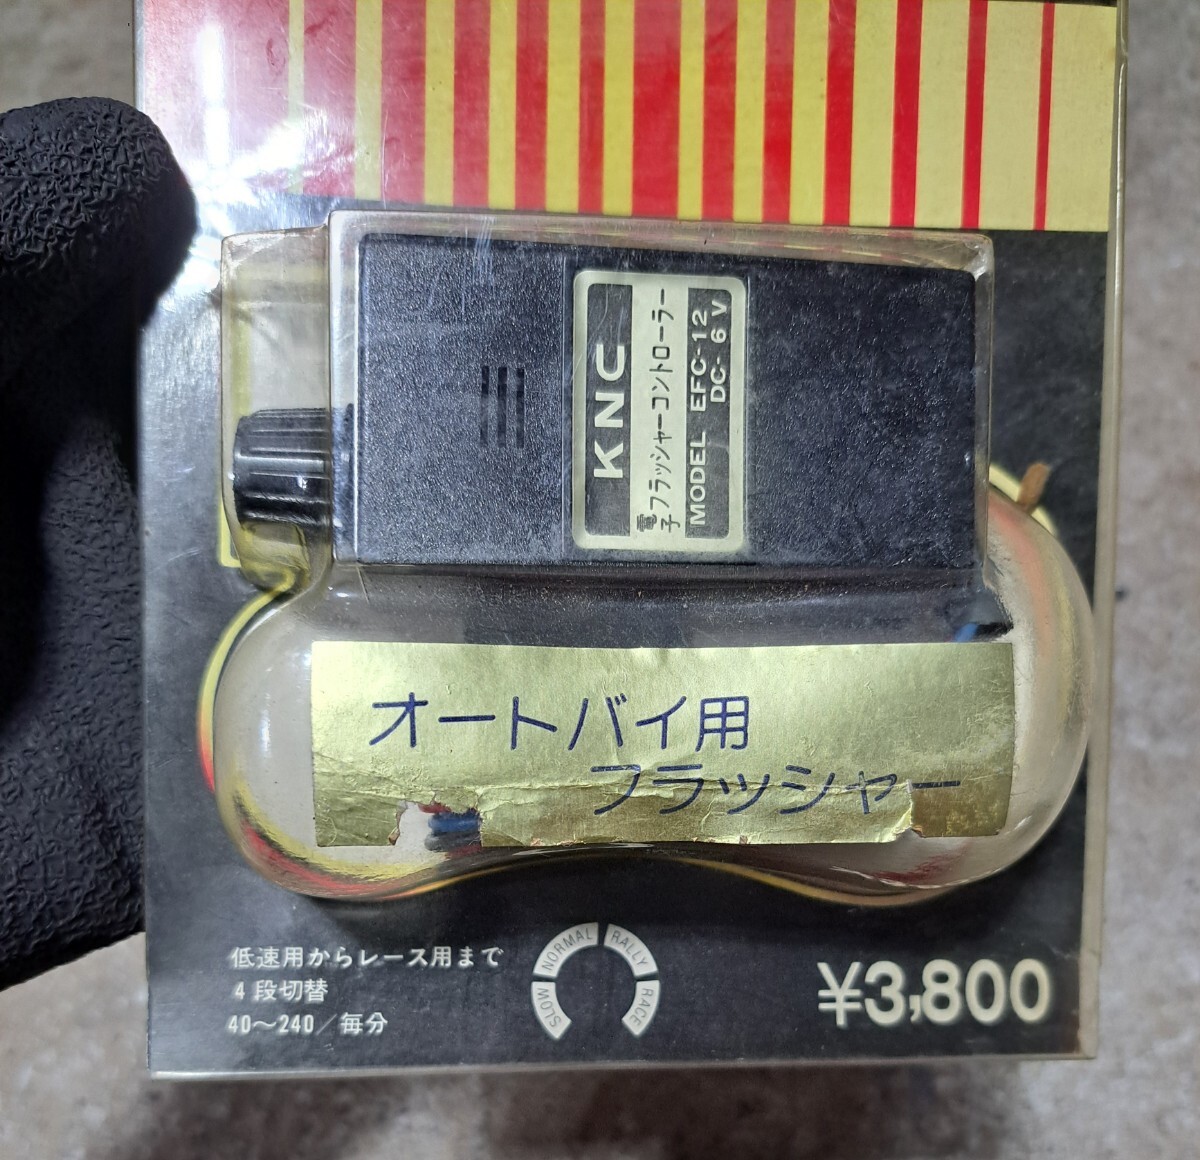 KNC
電子フラッシャーコントローラー
MODEL EFC-12
DC- 6 V
オートバイ用
フラッシャー
低速用からレース用まで
4段切替
40〜240/毎分
SLOW NORMAL RALLY RACE
¥3,800